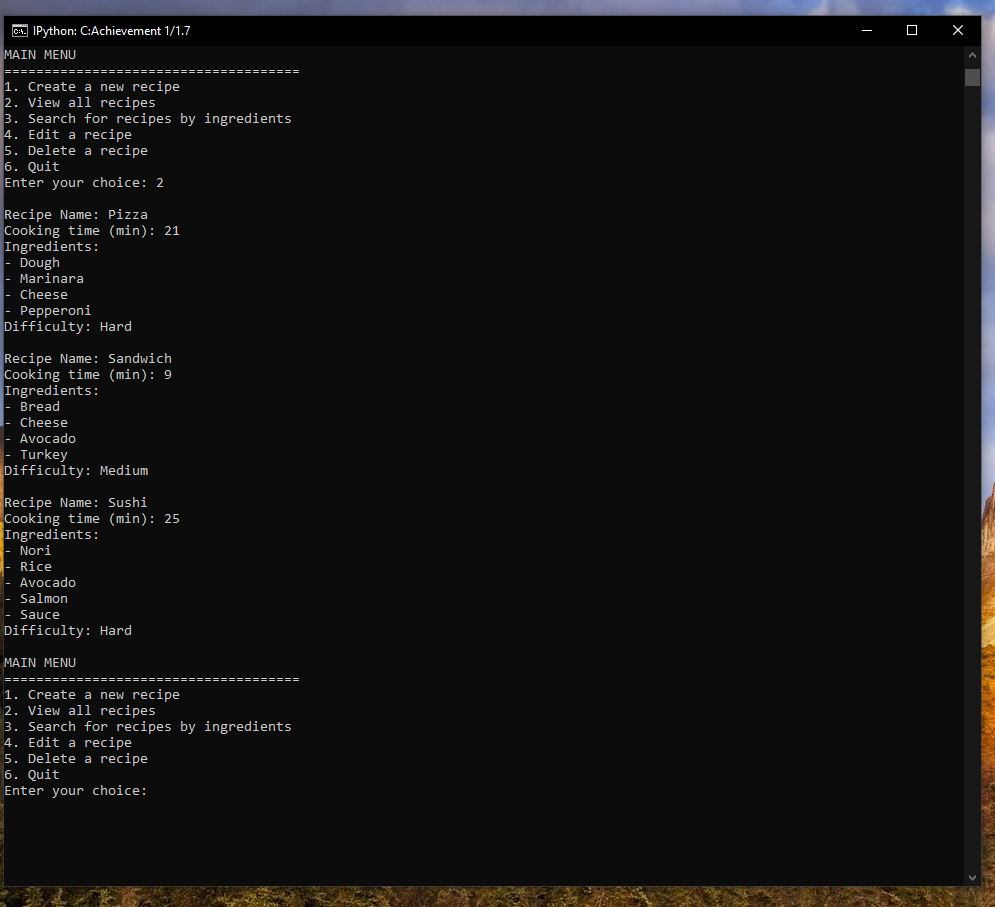 IPython: C:Achievement 1/1.7
MAIN MENU
=====================================
1. Create a new recipe
2. View all recipes
3. Search for recipes by ingredients
4. Edit a recipe
5. Delete a recipe
6. Quit
Enter your choice: 2
Recipe Name: Pizza
Cooking time (min): 21
Ingredients:
- Dough
- Marinara
- Cheese
- Pepperoni
Difficulty: Hard
Recipe Name: Sandwich
Cooking time (min): 9
Ingredients:
- Bread
- Cheese
- Avocado
- Turkey
Difficulty: Medium
Recipe Name: Sushi
Cooking time (min): 25
Ingredients:
- Nori
- Rice
- Avocado
- Salmon
- Sauce
Difficulty: Hard
MAIN MENU
=====================================
1. Create a new recipe
2. View all recipes
3. Search for recipes by ingredients
4. Edit a recipe
5. Delete a recipe
6. Quit
Enter your choice: